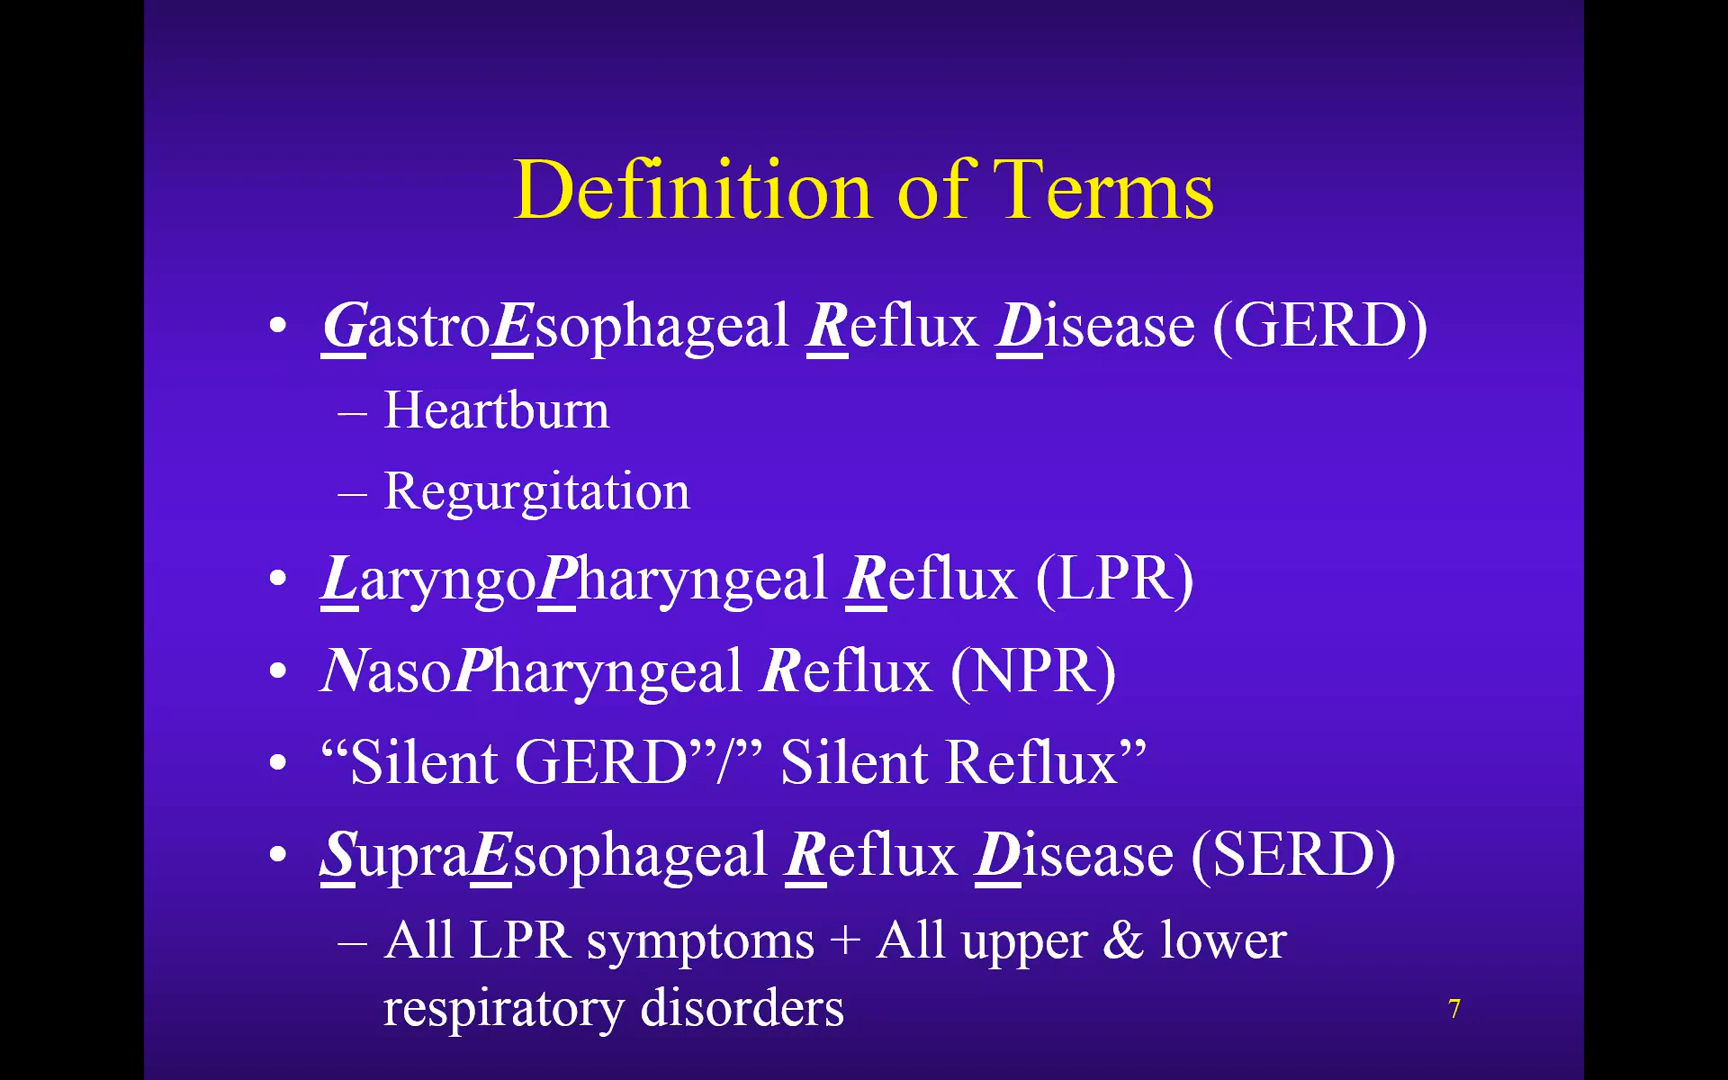 Definition of Terms
• GastroEsophageal Reflux Disease (GERD)
– Heartburn
– Regurgitation
• LaryngoPharyngeal Reflux (LPR)
• NasoPharyngeal Reflux (NPR)
• “Silent GERD”/” Silent Reflux”
• SupraEsophageal Reflux Disease (SERD)
– All LPR symptoms + All upper & lower
respiratory disorders
7